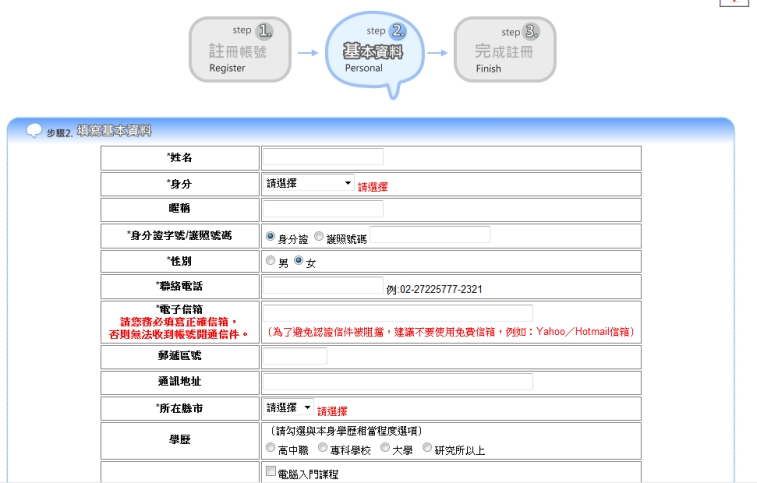 step 1.
註冊帳號
Register
step 2.
基本資料
Personal
step 3.
完成註冊
Finish
步驟2. 填寫基本資料
*姓名
*身分 請選擇 請選擇
暱稱
*身分證字號/護照號碼 身分證 護照號碼
*性別 男 女
*聯絡電話 例:02-27225777-2321
*電子信箱
請您務必填寫正確信箱，
否則無法收到帳號開通信件。
(為了避免認證信件被阻擋，建議不要使用免費信箱，例如：Yahoo／Hotmail信箱)
郵遞區號
通訊地址
*所在縣市 請選擇 請選擇
學歷
(請勾選與本身學歷相當程度選項)
高中職 專科學校 大學 研究所以上
電腦入門課程